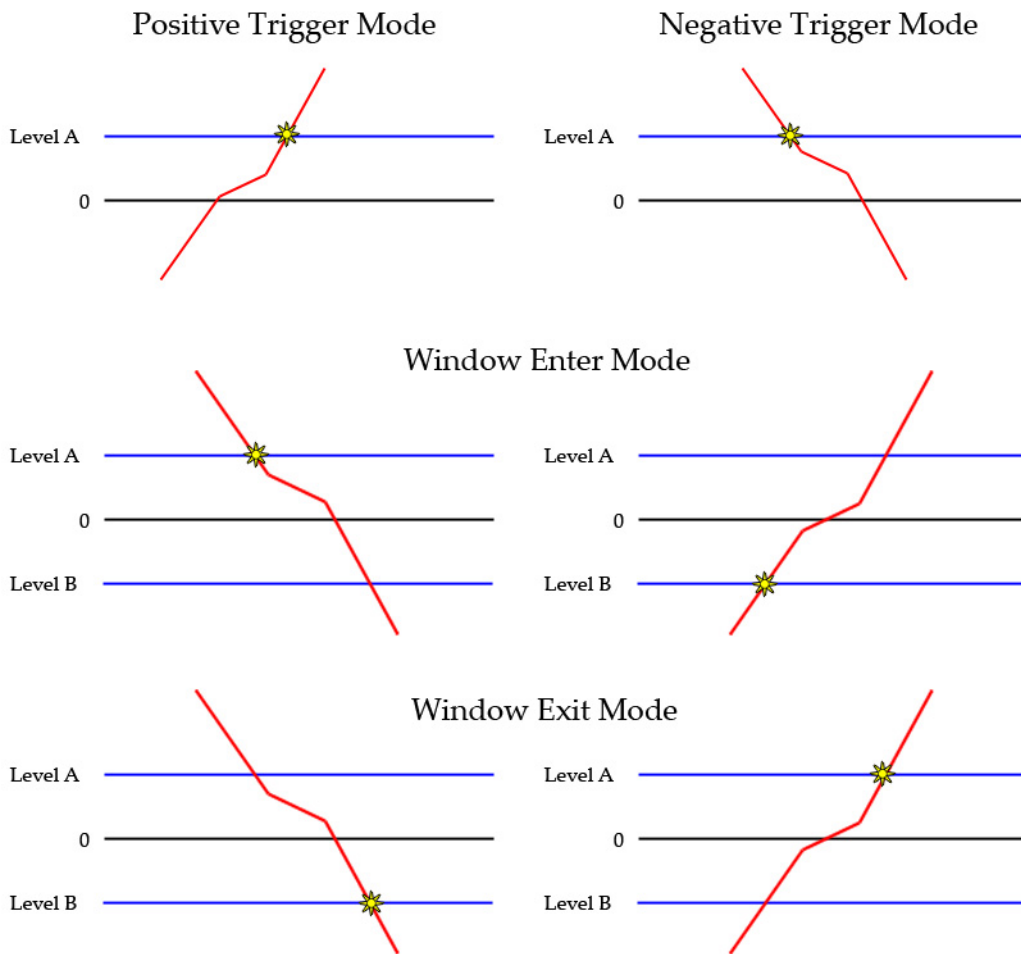 Positive Trigger Mode
Negative Trigger Mode
Level A
Level A
0
0
Window Enter Mode
Level A
Level A
0
0
Level B
Level B
Window Exit Mode
Level A
Level A
0
0
Level B
Level B